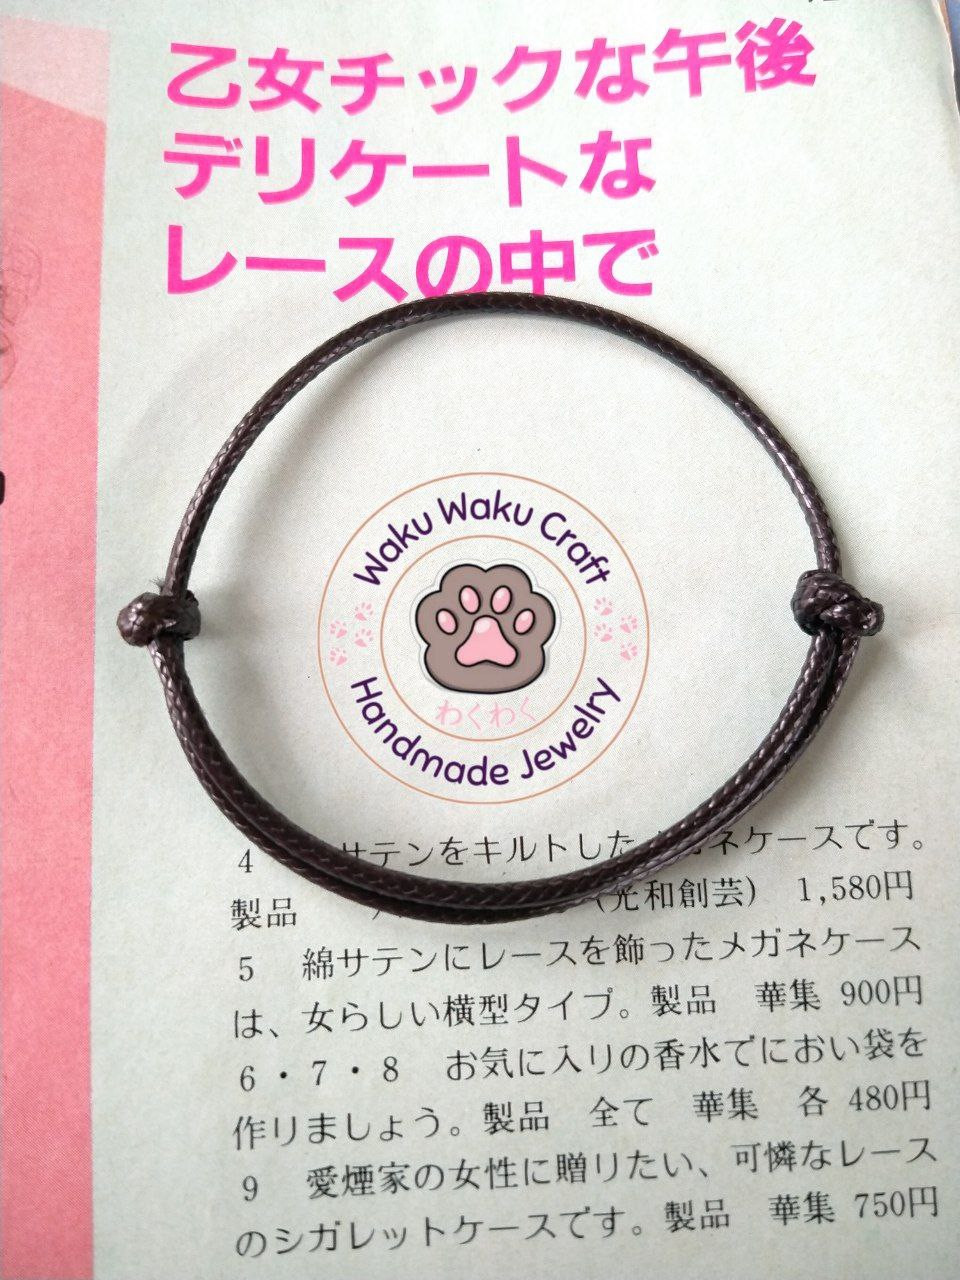 乙女チックな午後
デリケートな
レースの中で
Waku Waku Craft
わくわく
Handmade Jewelry
4 サテンをキルトした ネケースです。
製品 (光和創芸) 1,580円
5 綿サテンにレースを飾ったメガネケース
は、女らしい横型タイプ。製品 華集 900円
6・7・8 お気に入りの香水でにおい袋を
作りましょう。製品 全て 華集 各 480円
9 愛煙家の女性に贈りたい、可憐なレース
のシガレットケースです。製品 華集 750円